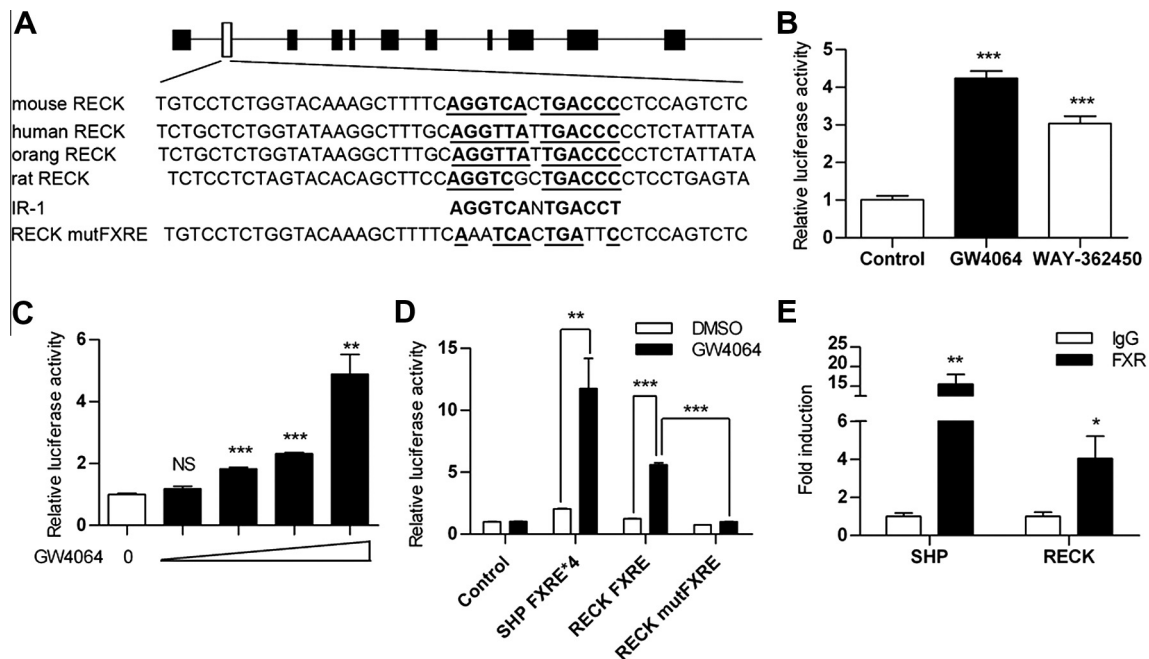 A
mouse RECK TGTCCTCTGGTACAAAGCTTTTCAGGTCACTGACCCCTCCAGTCTC
human RECK TCTGCTCTGGTATAAGGCTTTGCAGGTTATTGACCCCCTCTATTATA
orang RECK TCTGCTCTGGTATAAGGCTTTGCAGGTTATTGACCCCCTCTATTATA
rat RECK TCTCCTCTAGTACACAGCTTCCAGGTCGCTGACCCCTCCTGAGTA
IR-1 AGGTCANTGACCT
RECK mutFXRE TGTCCTCTGGTACAAAGCTTTTCAAATCACTGATTCCTCCAGTCTC
B
Relative luciferase activity
5
4
3
2
1
0
***
***
Control GW4064 WAY-362450
C
Relative luciferase activity
6
4
2
0
NS
***
***
**
GW4064 0
D
Relative luciferase activity
15
10
5
0
DMSO
GW4064
**
***
***
Control
SHP FXRE*4
RECK FXRE
RECK mutFXRE
E
Fold induction
25
20
15
6
4
2
0
IgG
FXR
**
*
SHP RECK